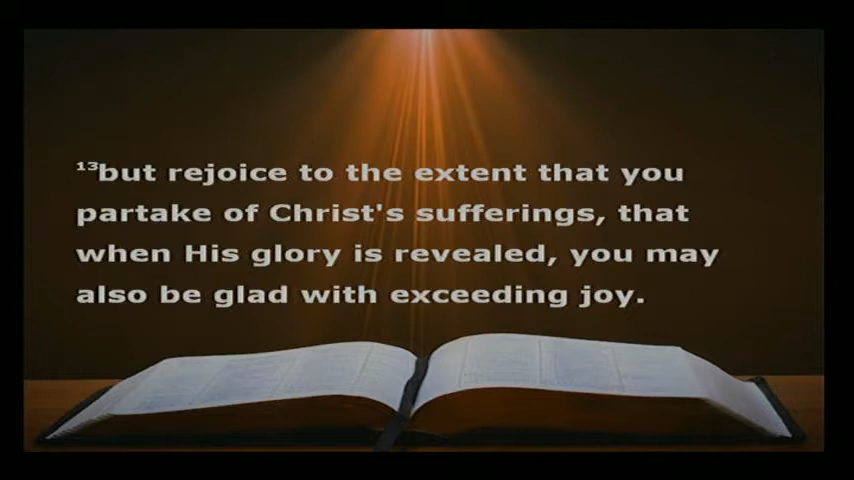 ¹³but rejoice to the extent that you
partake of Christ's sufferings, that
when His glory is revealed, you may
also be glad with exceeding joy.